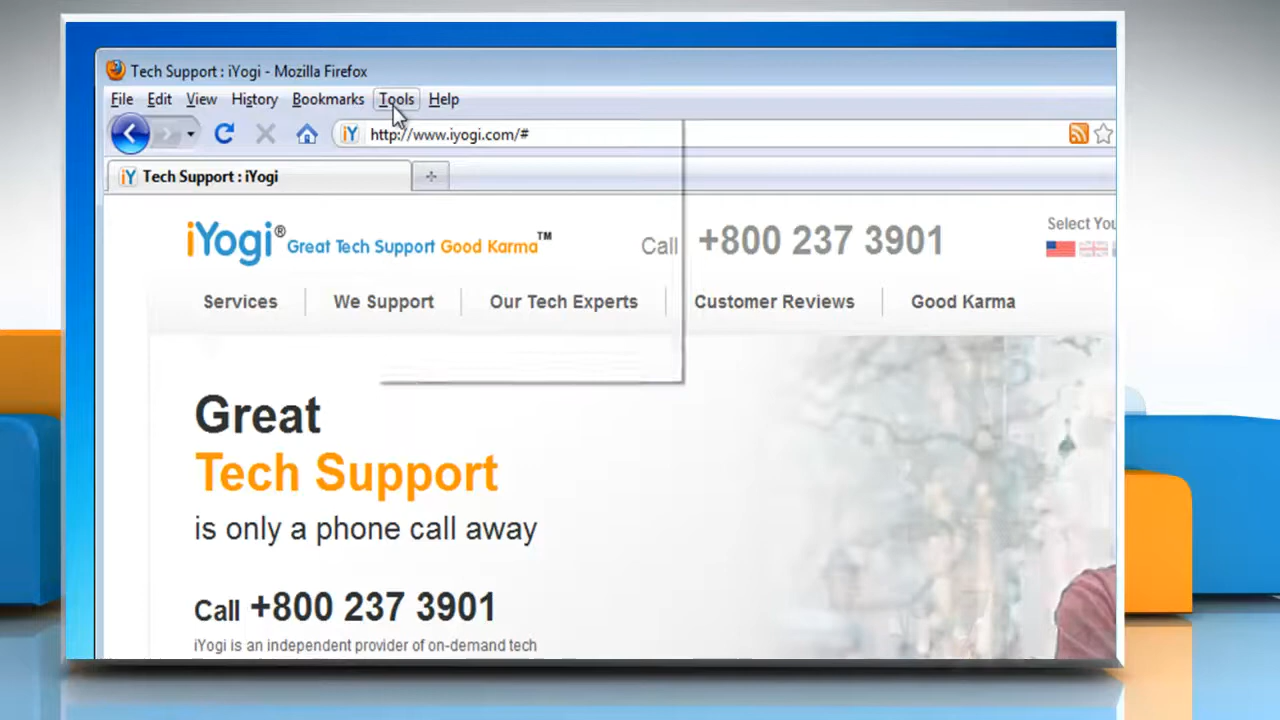 Tech Support : iYogi - Mozilla Firefox
File Edit View History Bookmarks Tools Help
iY http://www.iyogi.com/#
iY Tech Support : iYogi
Select You
iYogi® Great Tech Support Good Karma™ Call +800 237 3901
Services We Support Our Tech Experts Customer Reviews Good Karma
Great
Tech Support
is only a phone call away
Call +800 237 3901
iYogi is an independent provider of on-demand tech